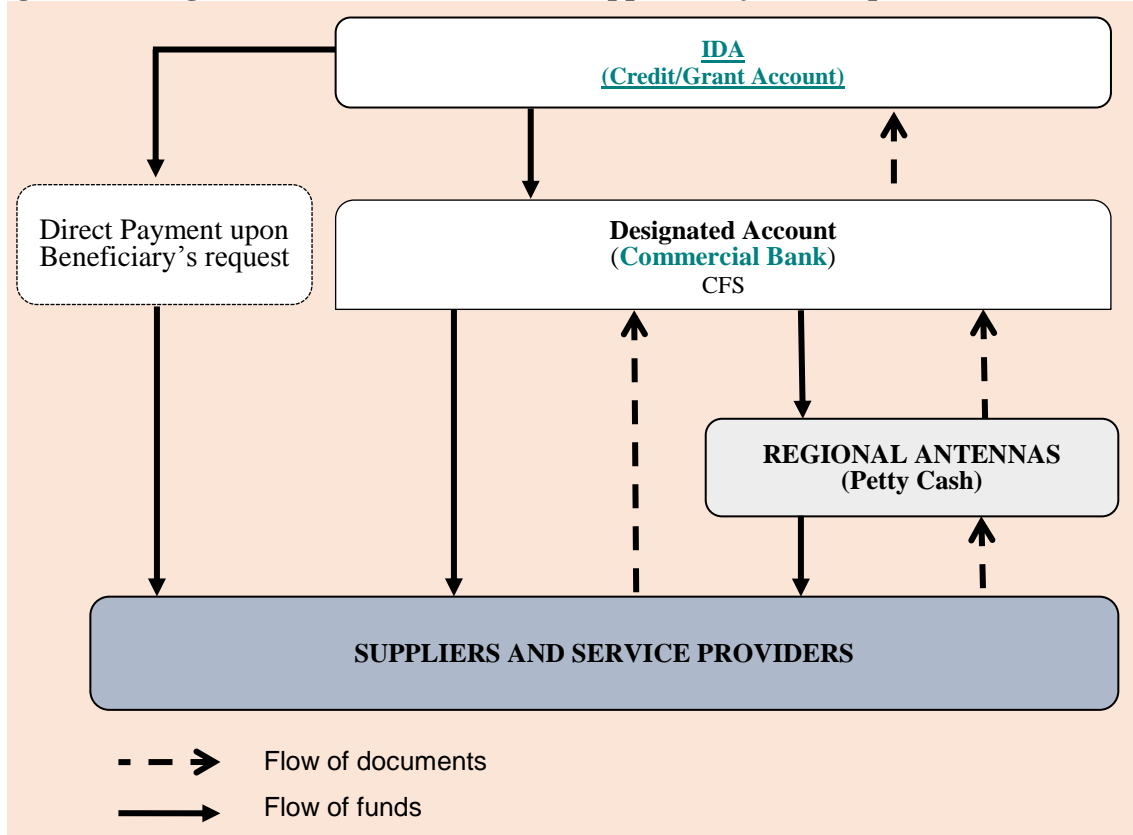 IDA
(Credit/Grant Account)
Direct Payment upon
Beneficiary’s request
Designated Account
(Commercial Bank)
CFS
REGIONAL ANTENNAS
(Petty Cash)
SUPPLIERS AND SERVICE PROVIDERS
Flow of documents
Flow of funds